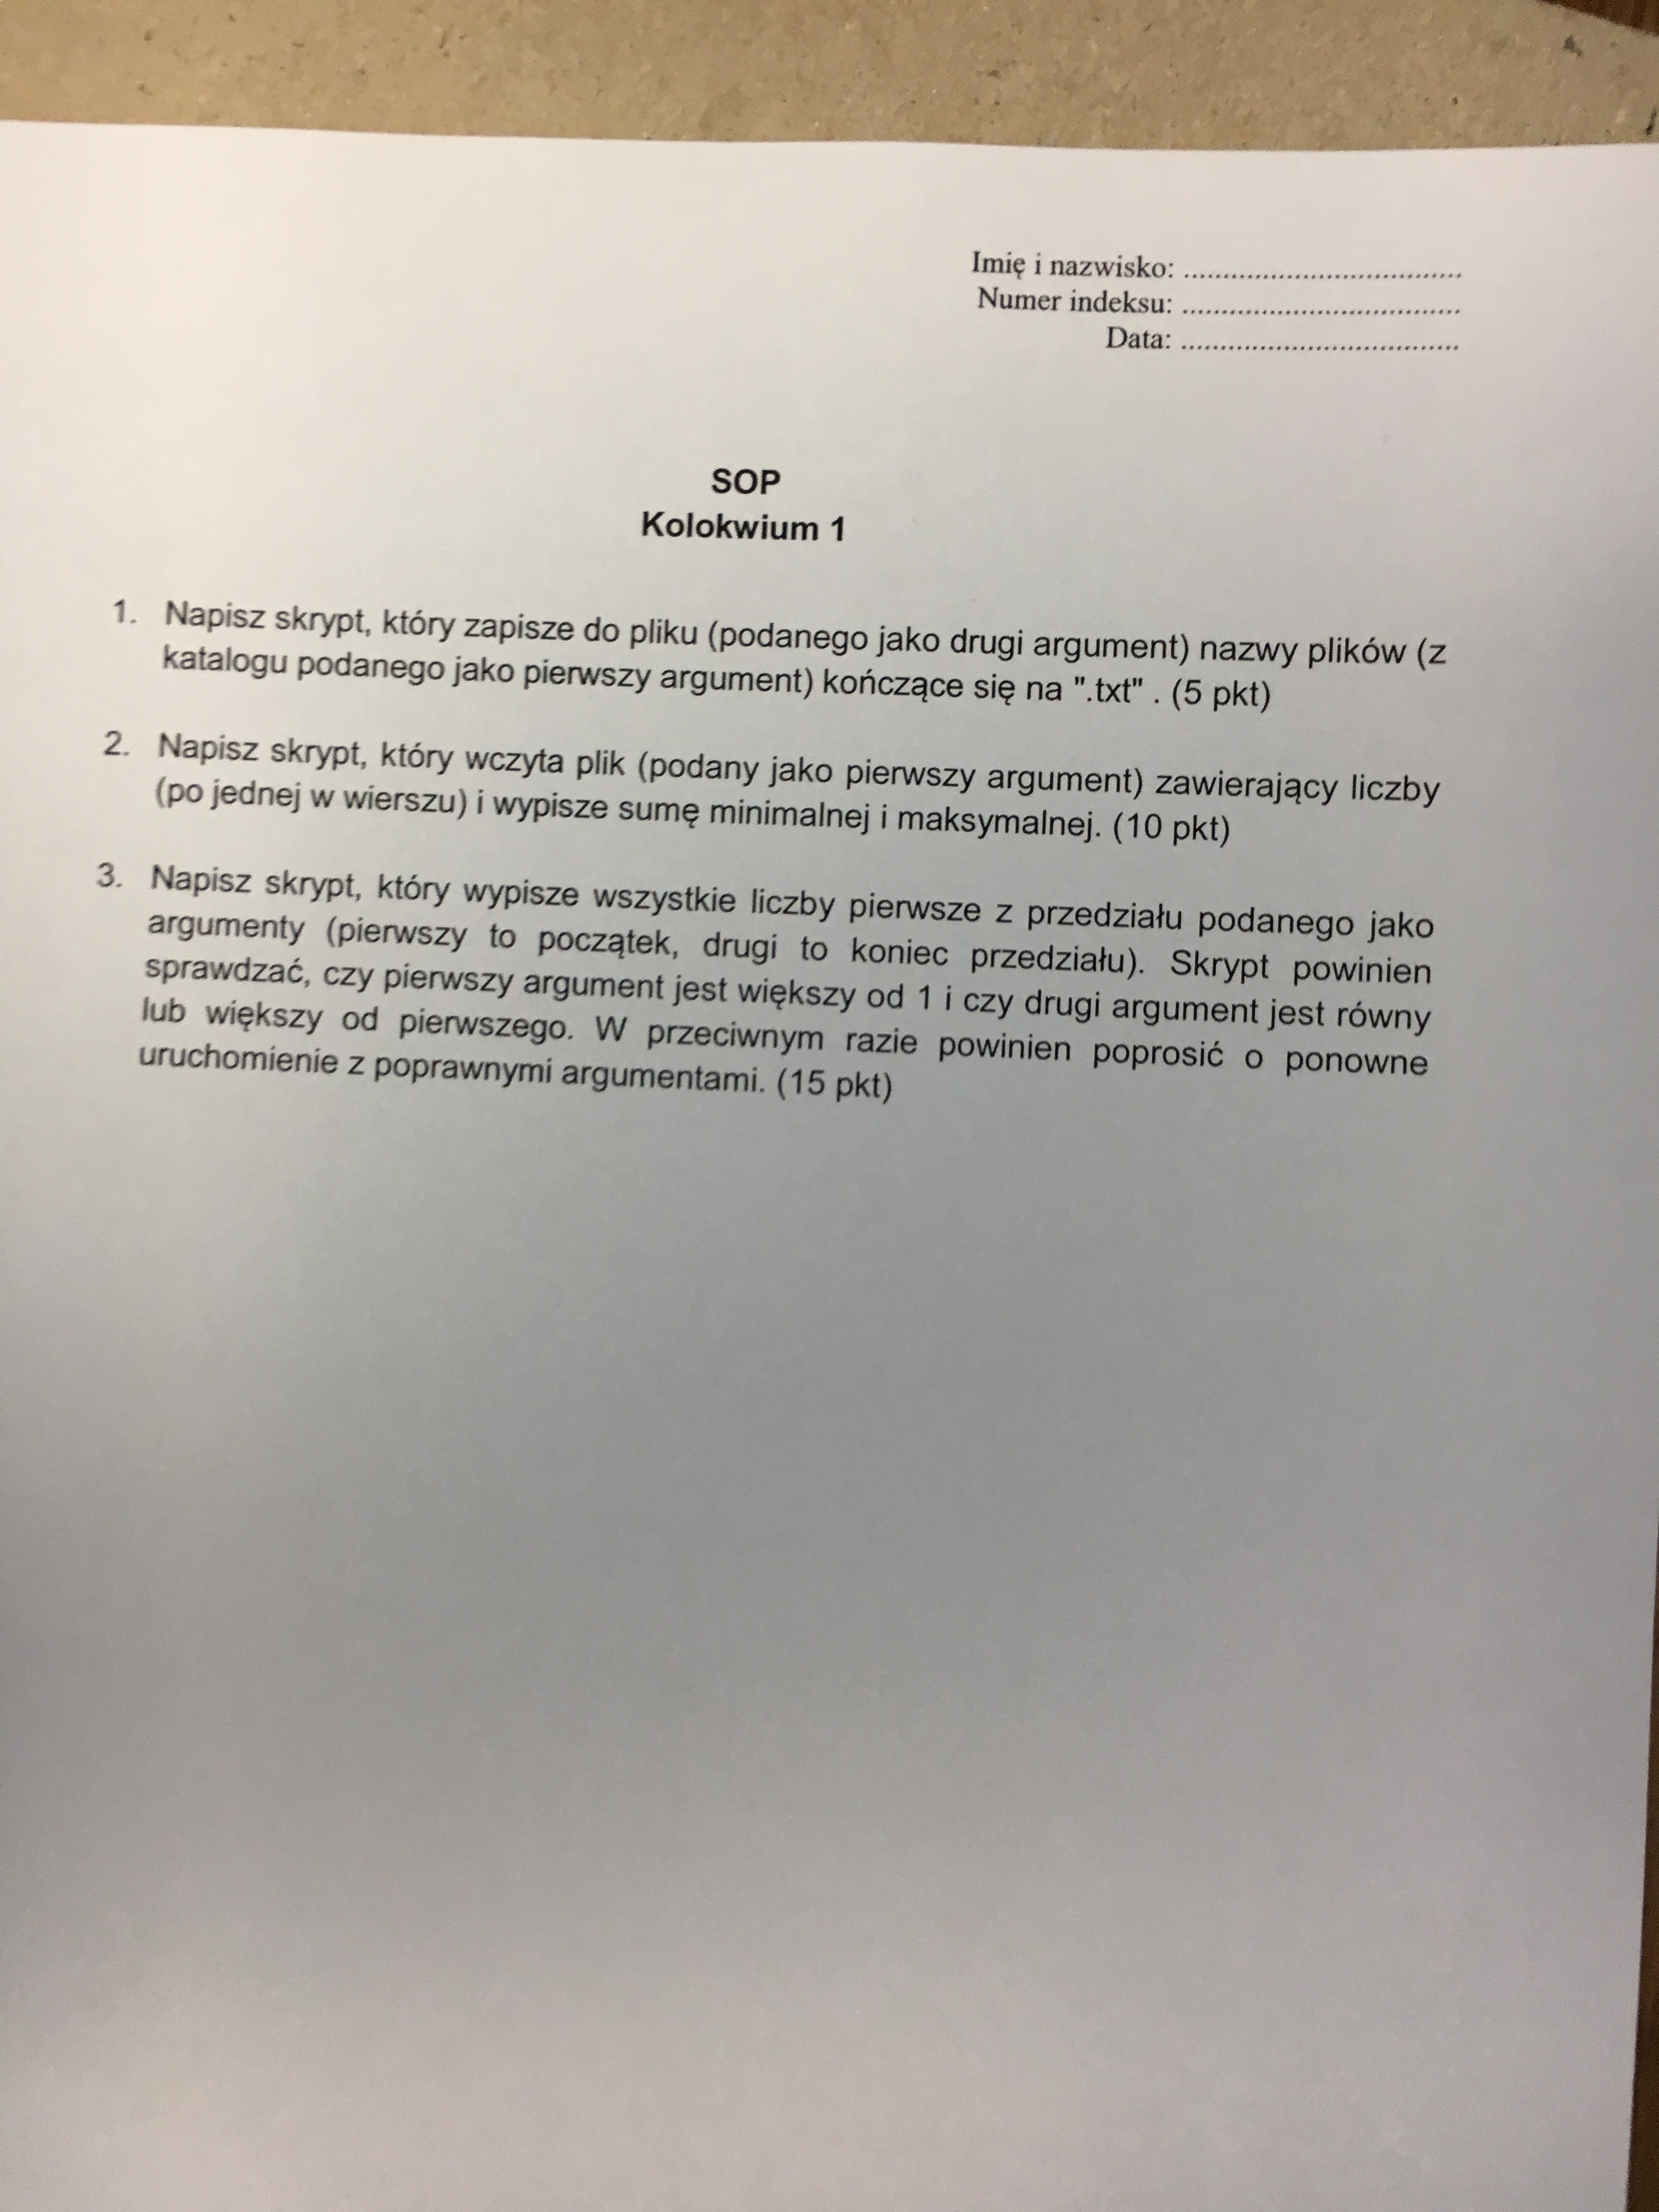 Imię i nazwisko: ....................................
Numer indeksu: ....................................
Data: ....................................
SOP
Kolokwium 1
1. Napisz skrypt, który zapisze do pliku (podanego jako drugi argument) nazwy plików (z
katalogu podanego jako pierwszy argument) kończące się na ".txt" . (5 pkt)
2. Napisz skrypt, który wczyta plik (podany jako pierwszy argument) zawierający liczby
(po jednej w wierszu) i wypisze sumę minimalnej i maksymalnej. (10 pkt)
3. Napisz skrypt, który wypisze wszystkie liczby pierwsze z przedziału podanego jako
argumenty (pierwszy to początek, drugi to koniec przedziału). Skrypt powinien
sprawdzać, czy pierwszy argument jest większy od 1 i czy drugi argument jest równy
lub większy od pierwszego. W przeciwnym razie powinien poprosić o ponowne
uruchomienie z poprawnymi argumentami. (15 pkt)